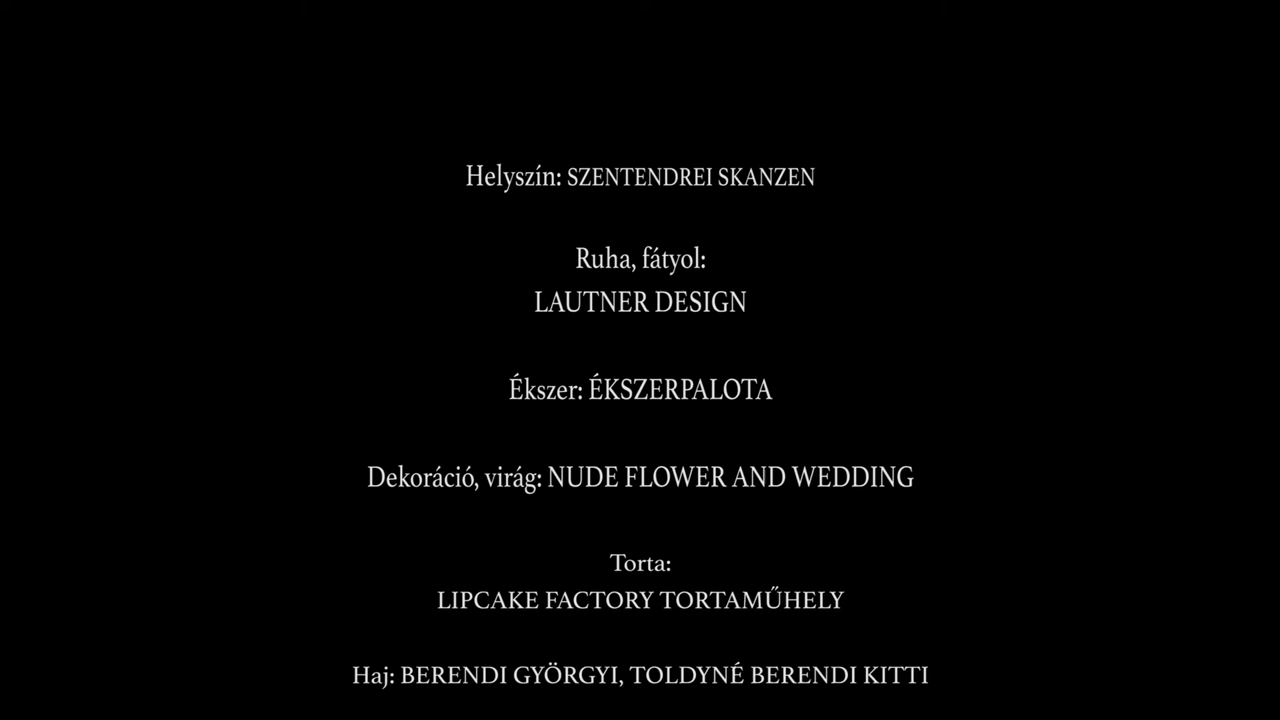 Helyszín: SZENTENDREI SKANZEN
Ruha, fátyol:
LAUTNER DESIGN
Ékszer: ÉKSZERPALOTA
Dekoráció, virág: NUDE FLOWER AND WEDDING
Torta:
LIPCAKE FACTORY TORTAMŰHELY
Haj: BERENDI GYÖRGYI, TOLDYNÉ BERENDI KITTI